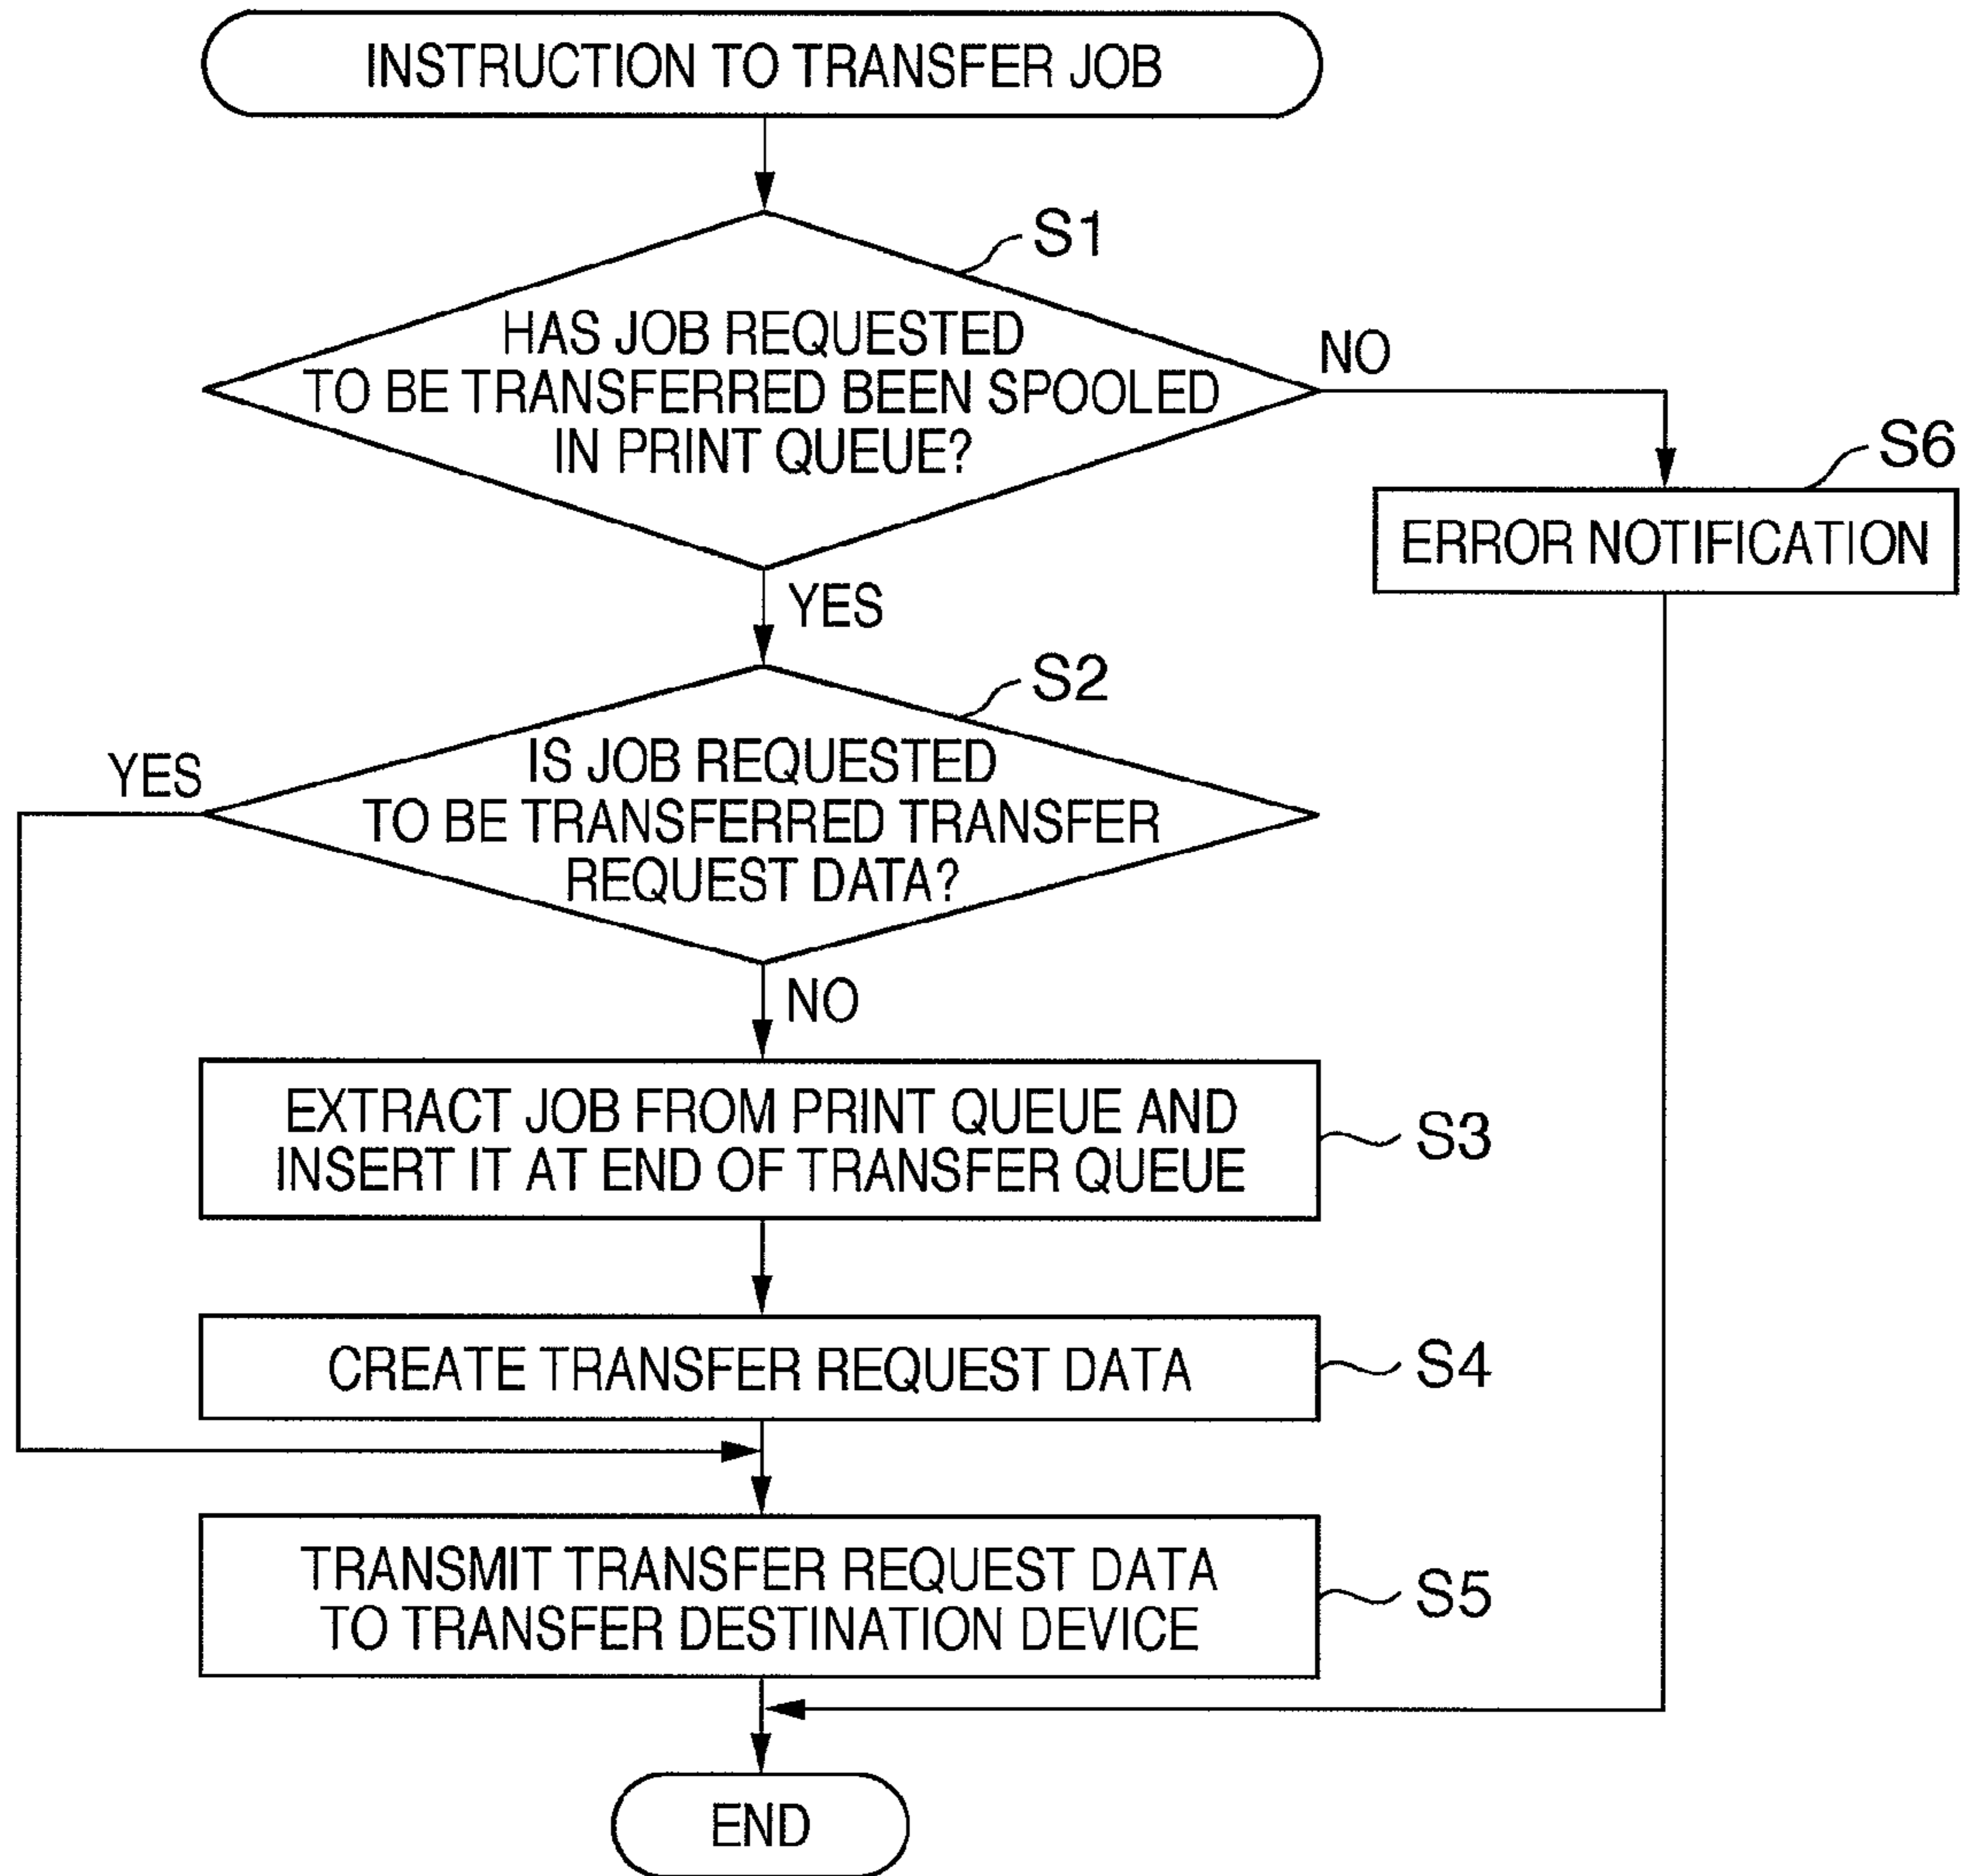 INSTRUCTION TO TRANSFER JOB
S1
HAS JOB REQUESTED
TO BE TRANSFERRED BEEN SPOOLED
IN PRINT QUEUE?
NO
S6
ERROR NOTIFICATION
YES
S2
IS JOB REQUESTED
TO BE TRANSFERRED TRANSFER
REQUEST DATA?
YES
NO
EXTRACT JOB FROM PRINT QUEUE AND
INSERT IT AT END OF TRANSFER QUEUE
S3
CREATE TRANSFER REQUEST DATA
S4
TRANSMIT TRANSFER REQUEST DATA
TO TRANSFER DESTINATION DEVICE
S5
END